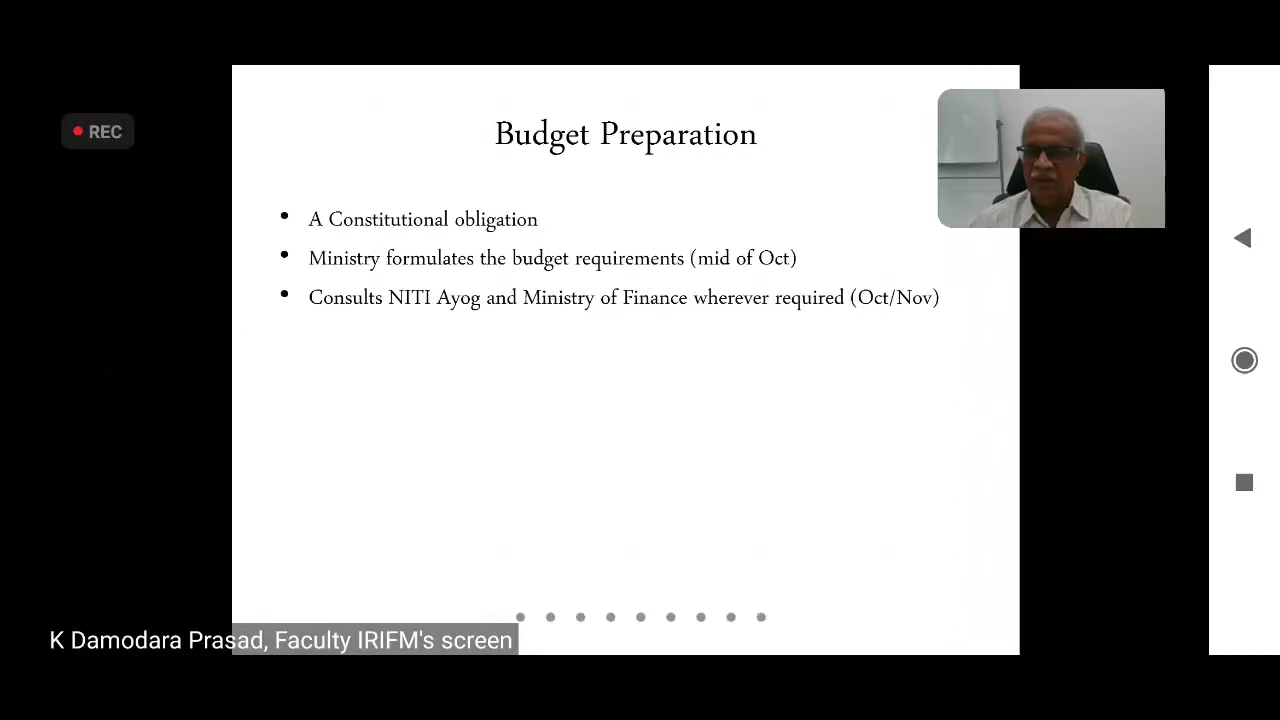 REC
Budget Preparation
• A Constitutional obligation
• Ministry formulates the budget requirements (mid of Oct)
• Consults NITI Ayog and Ministry of Finance wherever required (Oct/Nov)
K Damodara Prasad, Faculty IRIFM's screen